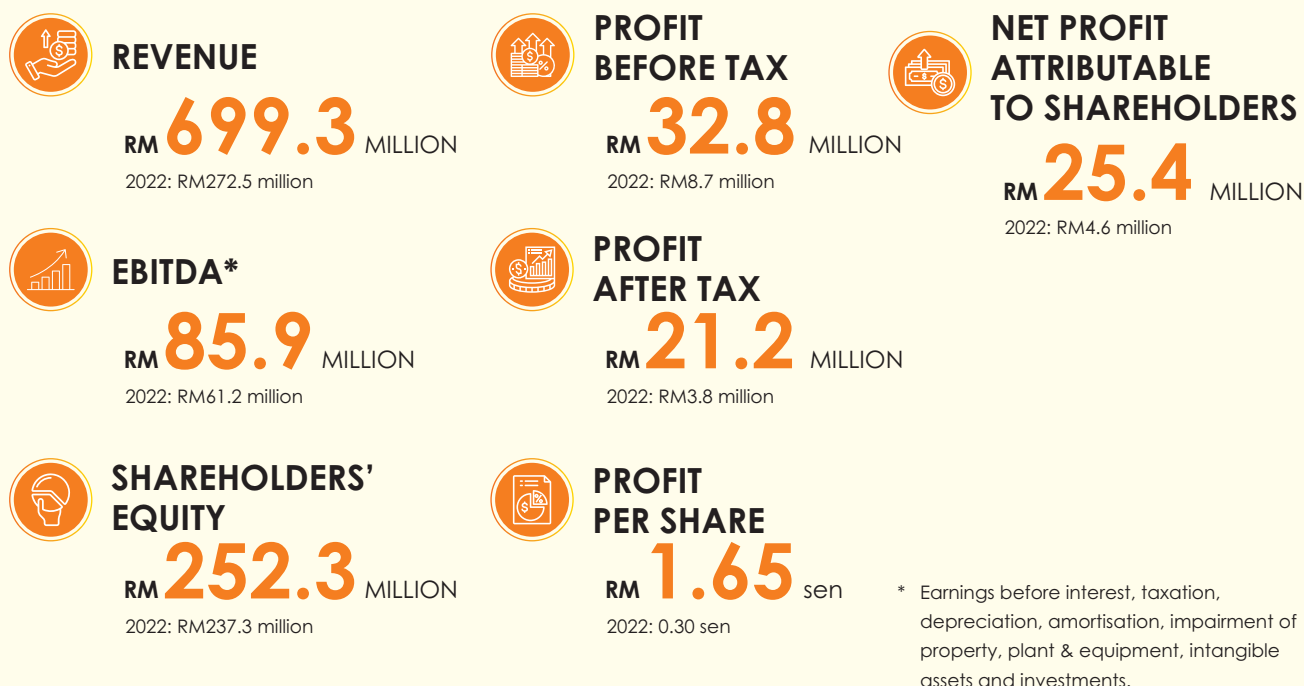 REVENUE
RM 699.3 MILLION
2022: RM272.5 million
PROFIT
BEFORE TAX
RM 32.8 MILLION
2022: RM8.7 million
NET PROFIT
ATTRIBUTABLE
TO SHAREHOLDERS
RM 25.4 MILLION
2022: RM4.6 million
EBITDA*
RM 85.9 MILLION
2022: RM61.2 million
PROFIT
AFTER TAX
RM 21.2 MILLION
2022: RM3.8 million
SHAREHOLDERS’
EQUITY
RM 252.3 MILLION
2022: RM237.3 million
PROFIT
PER SHARE
RM 1.65 sen
2022: 0.30 sen
* Earnings before interest, taxation,
depreciation, amortisation, impairment of
property, plant & equipment, intangible
assets and investments.